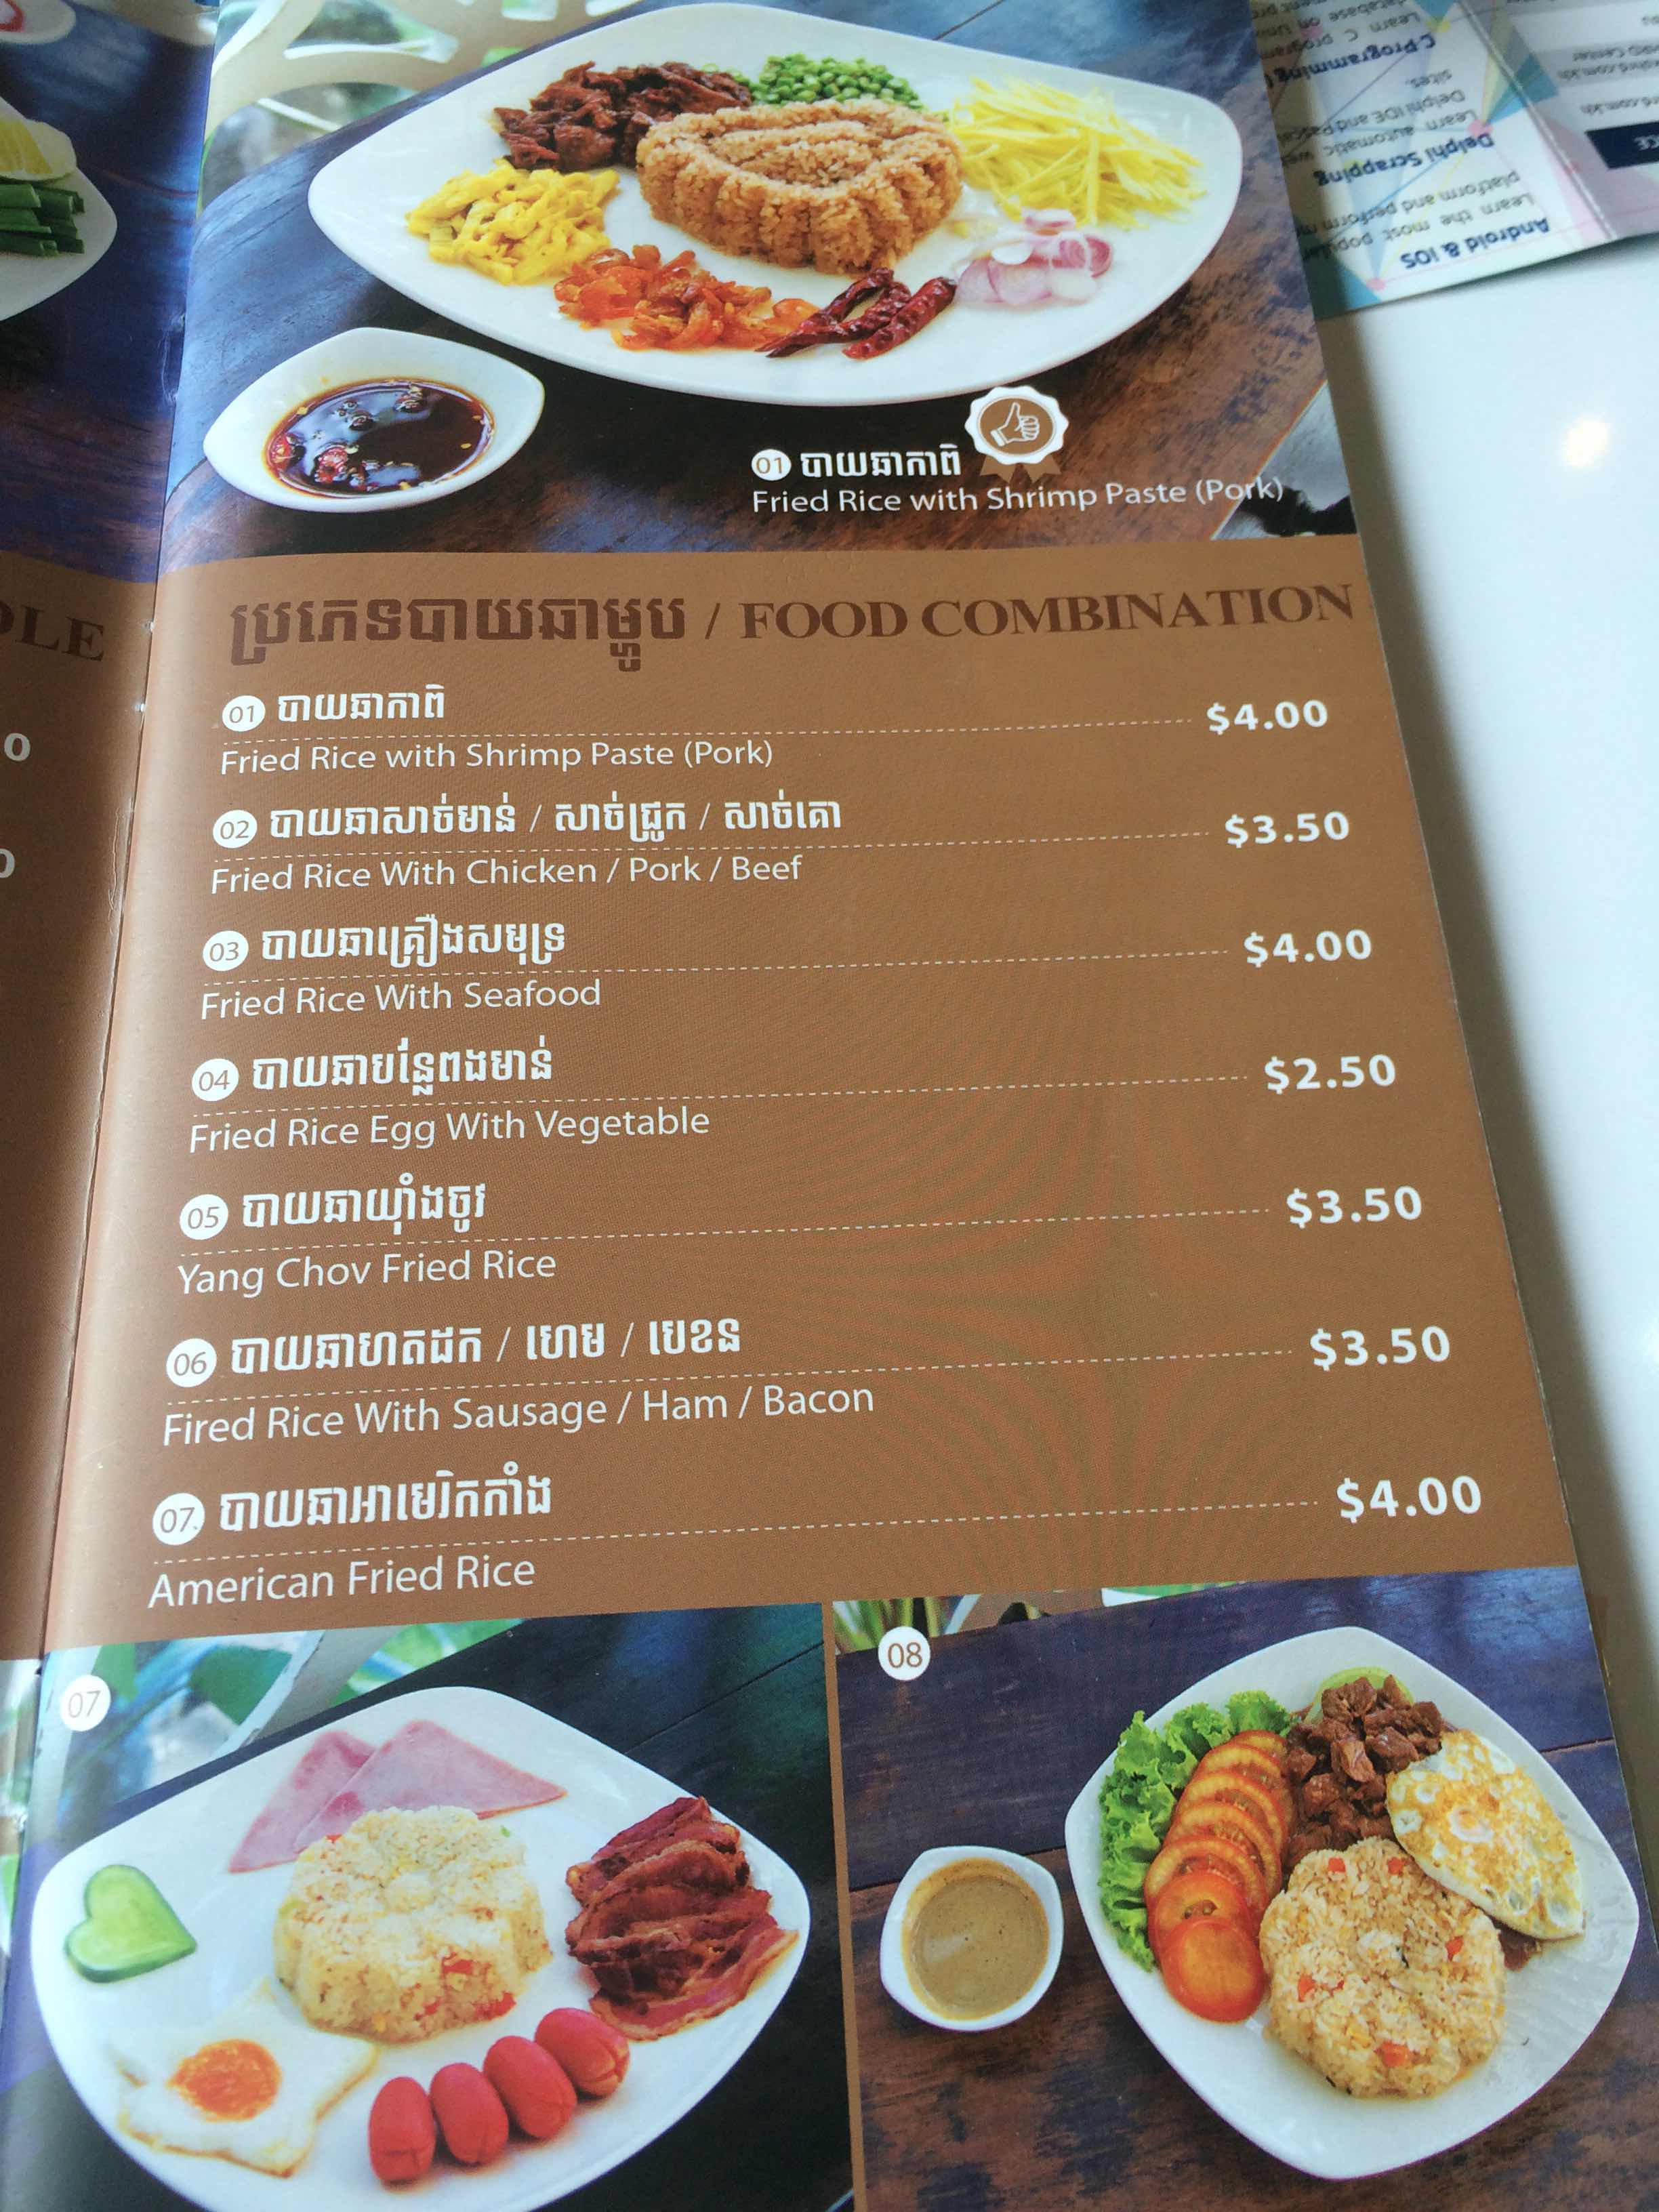 01 បាយឆាកាពិ
Fried Rice with Shrimp Paste (Pork)
OLE
ប្រភេទបាយឆាម្ហូប / FOOD COMBINATION
01 បាយឆាកាពិ
$4.00
Fried Rice with Shrimp Paste (Pork)
02 បាយឆាសាច់មាន់ / សាច់ជ្រូក / សាច់គោ
$3.50
Fried Rice With Chicken / Pork / Beef
03 បាយឆាគ្រឿងសមុទ្រ
$4.00
Fried Rice With Seafood
04 បាយឆាបន្លែពងមាន់
$2.50
Fried Rice Egg With Vegetable
05 បាយឆាយ៉ាំងចូវ
$3.50
Yang Chov Fried Rice
06 បាយឆាហតដក / ហេម / បេខន
$3.50
Fired Rice With Sausage / Ham / Bacon
07 បាយឆាអាមេរិកកាំង
$4.00
American Fried Rice
07
08
Android & iOS
Learn the most popular
platform and perform
Delphi Scrapping
Learn automatic
Delphi IDE and
sites.
C Programming
Learn C
database on